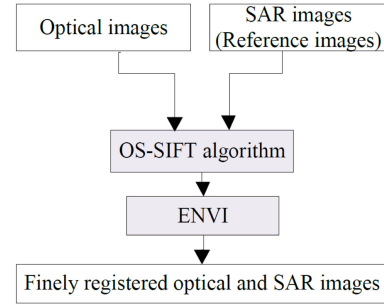 Optical images
SAR images
(Reference images)
OS-SIFT algorithm
ENVI
Finely registered optical and SAR images